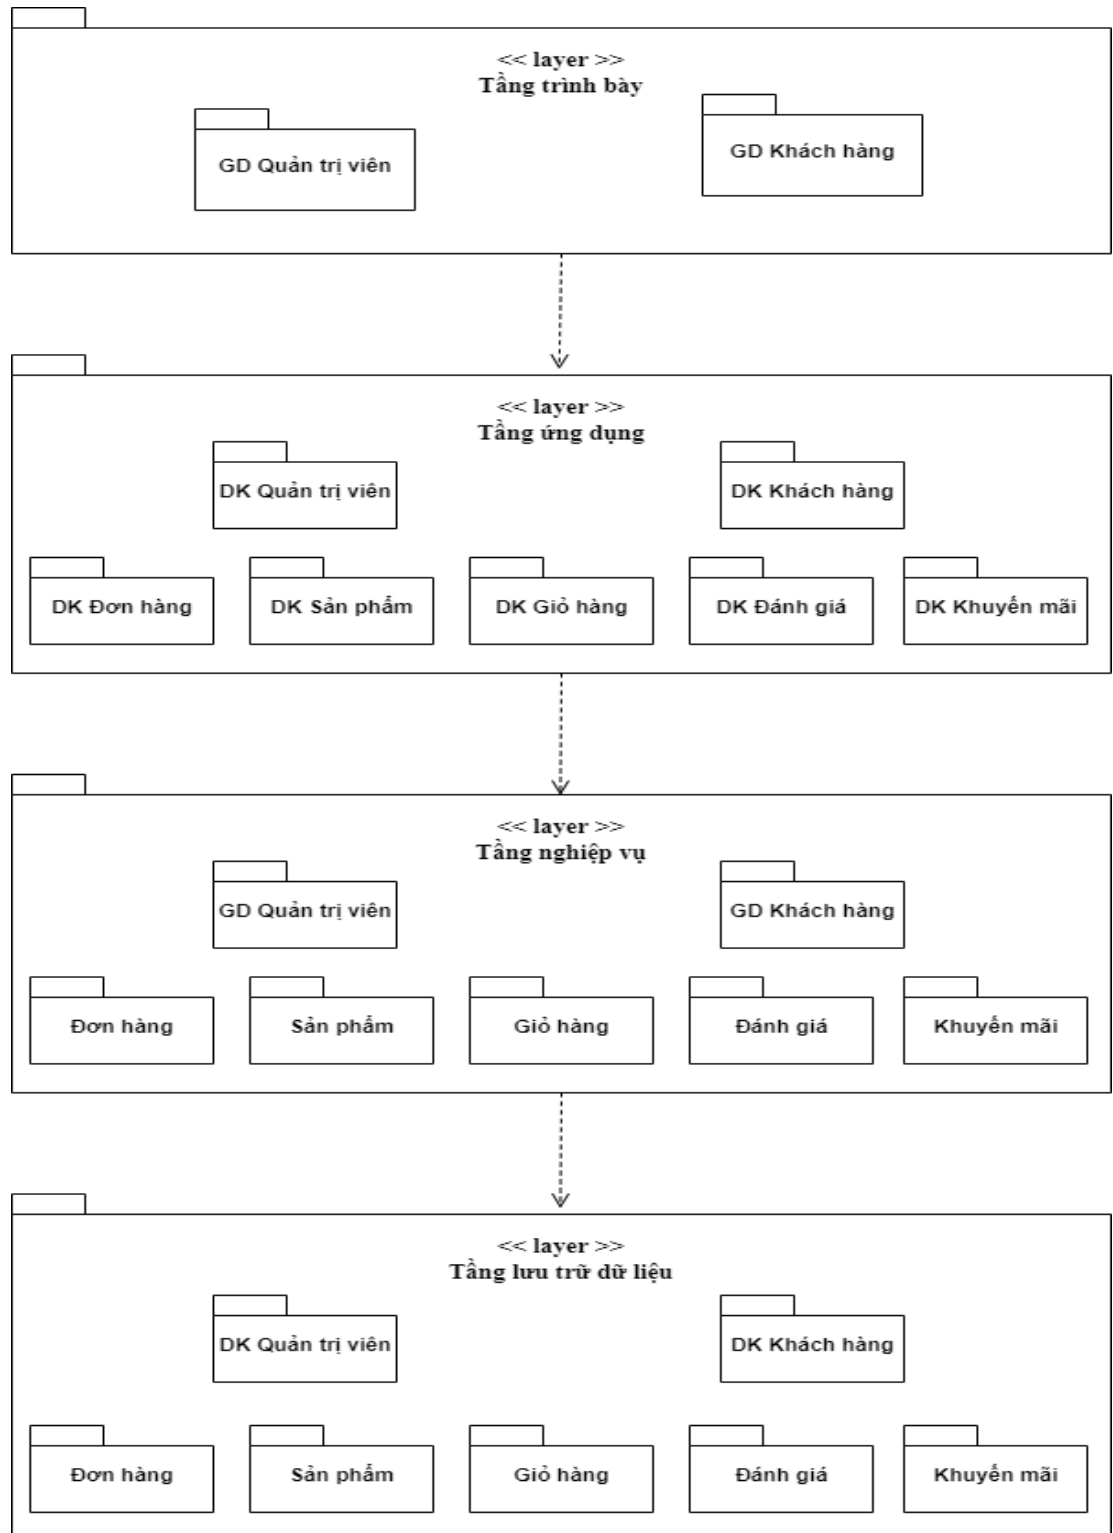 << layer >>
Tầng trình bày
GD Quản trị viên
GD Khách hàng
<< layer >>
Tầng ứng dụng
DK Quản trị viên
DK Khách hàng
DK Đơn hàng
DK Sản phẩm
DK Giỏ hàng
DK Đánh giá
DK Khuyến mãi
<< layer >>
Tầng nghiệp vụ
GD Quản trị viên
GD Khách hàng
Đơn hàng
Sản phẩm
Giỏ hàng
Đánh giá
Khuyến mãi
<< layer >>
Tầng lưu trữ dữ liệu
DK Quản trị viên
DK Khách hàng
Đơn hàng
Sản phẩm
Giỏ hàng
Đánh giá
Khuyến mãi